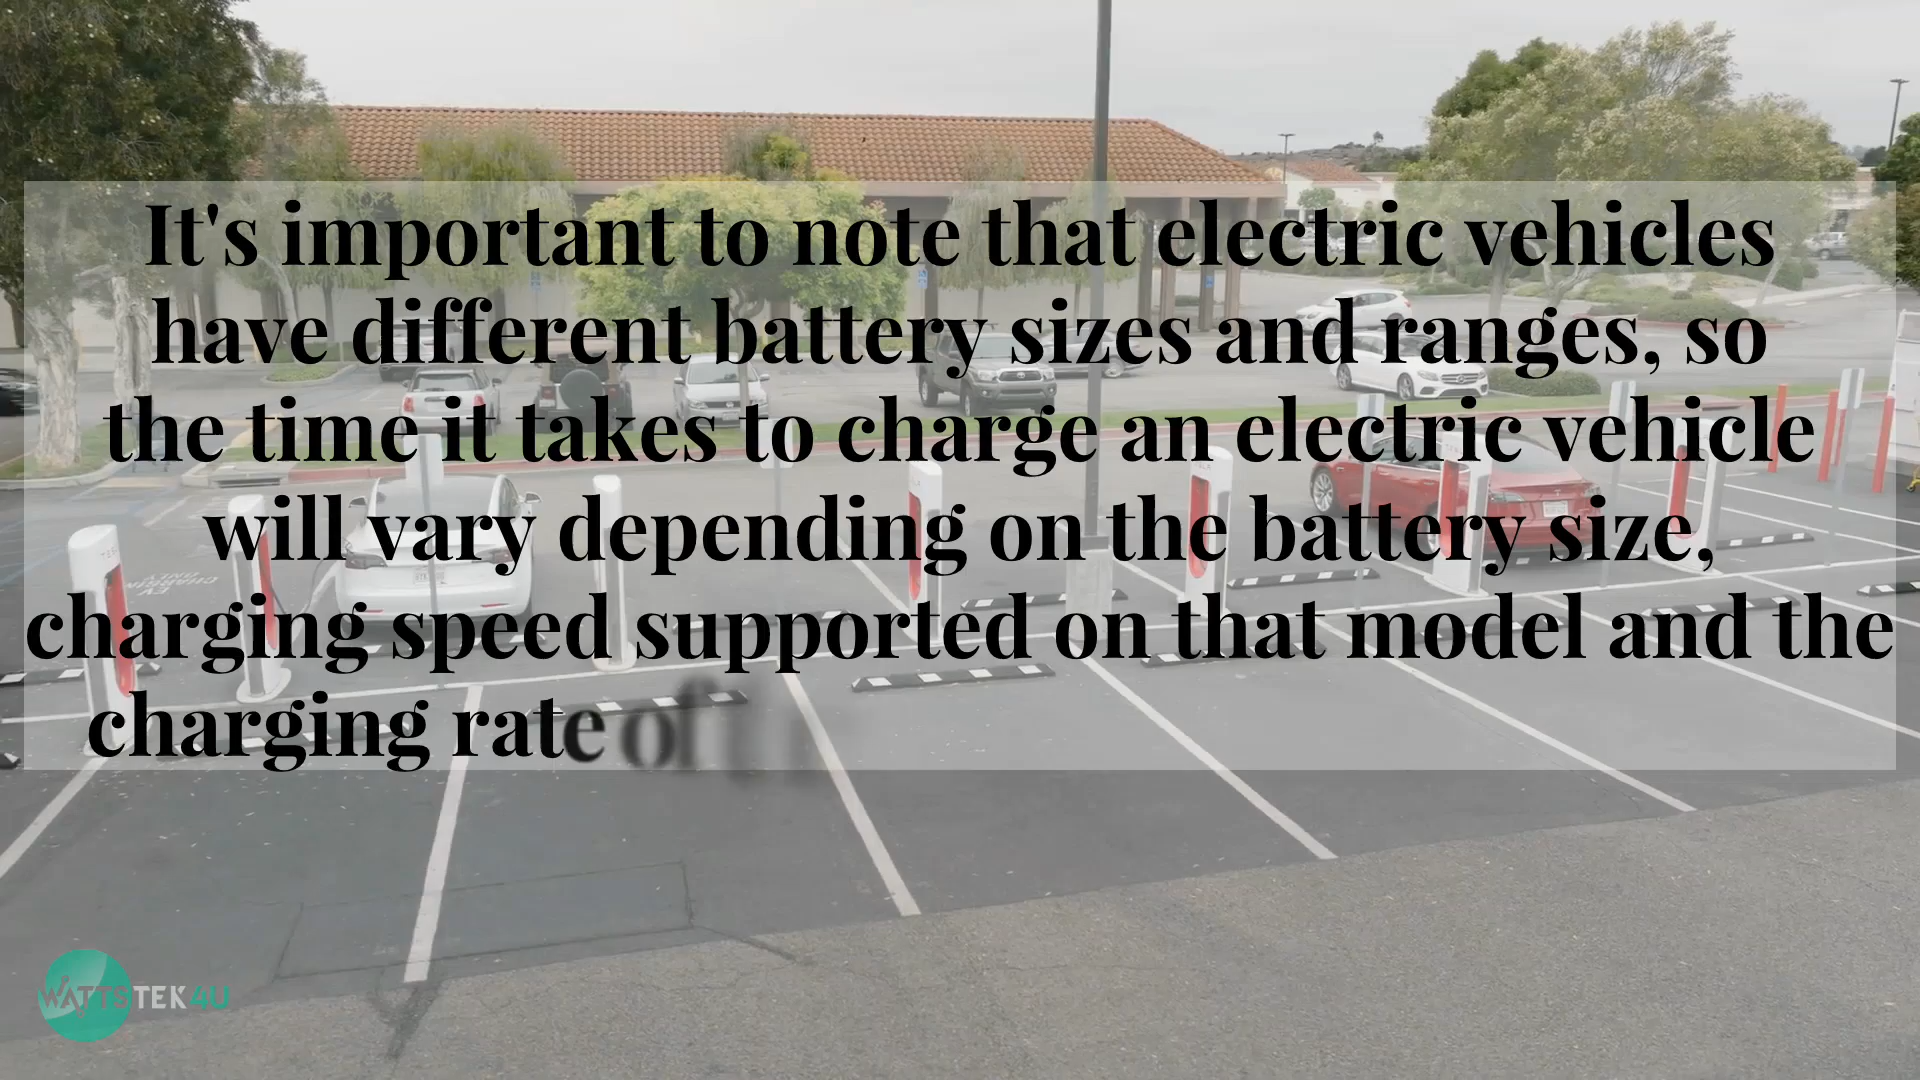 It's important to note that electric vehicles
have different battery sizes and ranges, so
the time it takes to charge an electric vehicle
will vary depending on the battery size,
charging speed supported on that model and the
charging rate of
WATTSTEK4U